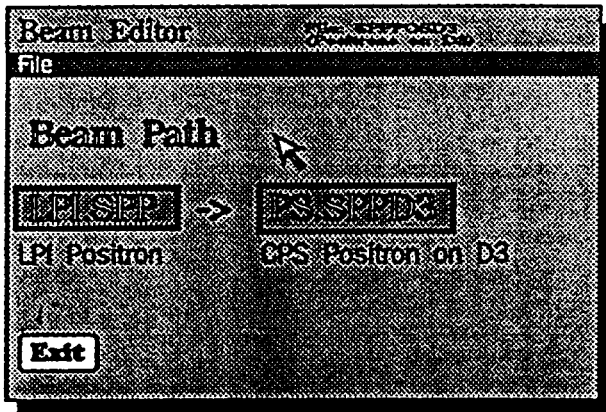 Beam Editor
File
Beam Path
LPI.SPP -> PS.SPPD3
LPI Positron CPS Positron on D3
Exit